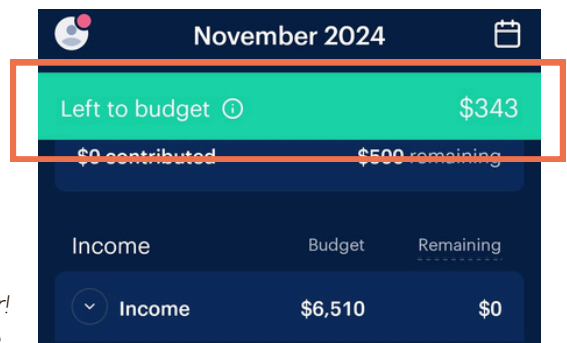 November 2024
Left to budget $343
$0 contributed $500 remaining
Income Budget Remaining
Income $6,510 $0
r!